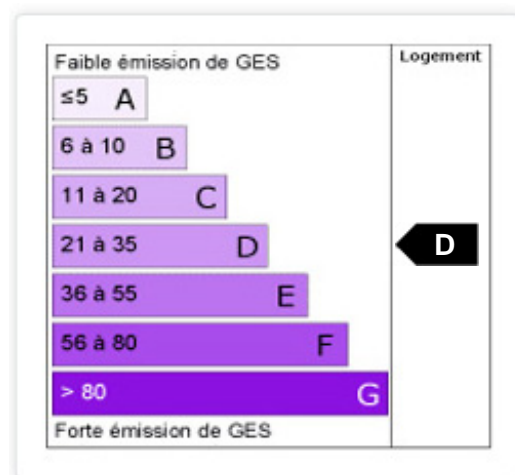 Faible émission de GES
Logement
≤5 A
6 à 10 B
11 à 20 C
21 à 35 D
D
36 à 55 E
56 à 80 F
> 80 G
Forte émission de GES